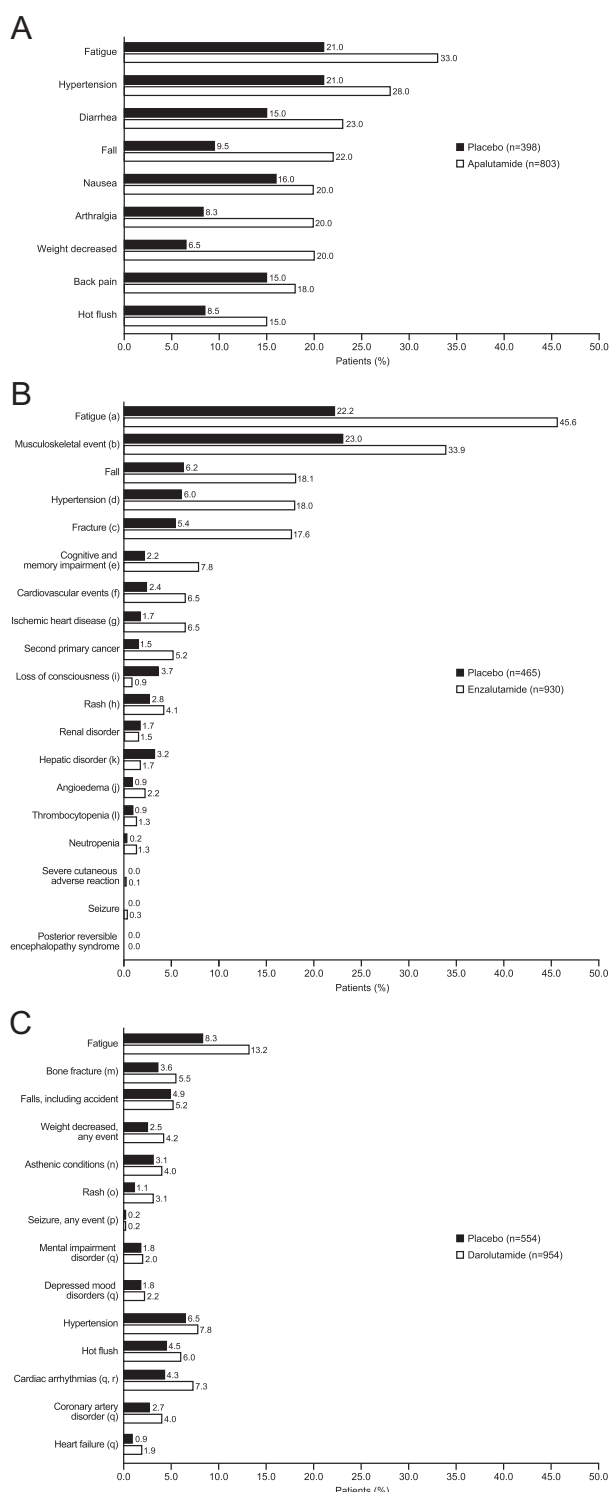 A
Fatigue
21.0
33.0
Hypertension
21.0
28.0
Diarrhea
15.0
23.0
Fall
9.5
22.0
Placebo (n=398)
Apalutamide (n=803)
Nausea
16.0
20.0
Arthralgia
8.3
20.0
Weight decreased
6.5
20.0
Back pain
15.0
18.0
Hot flush
8.5
15.0
0.0 5.0 10.0 15.0 20.0 25.0 30.0 35.0 40.0 45.0 50.0
Patients (%)
B
Fatigue (a)
22.2
45.6
Musculoskeletal event (b)
23.0
33.9
Fall
6.2
18.1
Hypertension (d)
6.0
18.0
Fracture (c)
5.4
17.6
Cognitive and
memory impairment (e)
2.2
7.8
Cardiovascular events (f)
2.4
6.5
Ischemic heart disease (g)
1.7
6.5
Second primary cancer
1.5
5.2
Loss of consciousness (i)
3.7
0.9
Placebo (n=465)
Enzalutamide (n=930)
Rash (h)
2.8
4.1
Renal disorder
1.7
1.5
Hepatic disorder (k)
3.2
1.7
Angioedema (j)
0.9
2.2
Thrombocytopenia (l)
0.9
1.3
Neutropenia
0.2
1.3
Severe cutaneous
adverse reaction
0.0
0.1
Seizure
0.0
0.3
Posterior reversible
encephalopathy syndrome
0.0
0.0
0.0 5.0 10.0 15.0 20.0 25.0 30.0 35.0 40.0 45.0 50.0
Patients (%)
C
Fatigue
8.3
13.2
Bone fracture (m)
3.6
5.5
Falls, including accident
4.9
5.2
Weight decreased,
any event
2.5
4.2
Asthenic conditions (n)
3.1
4.0
Rash (o)
1.1
3.1
Seizure, any event (p)
0.2
0.2
Placebo (n=554)
Darolutamide (n=954)
Mental impairment
disorder (q)
1.8
2.0
Depressed mood
disorders (q)
1.8
2.2
Hypertension
6.5
7.8
Hot flush
4.5
6.0
Cardiac arrhythmias (q, r)
4.3
7.3
Coronary artery
disorder (q)
2.7
4.0
Heart failure (q)
0.9
1.9
0.0 5.0 10.0 15.0 20.0 25.0 30.0 35.0 40.0 45.0 50.0
Patients (%)